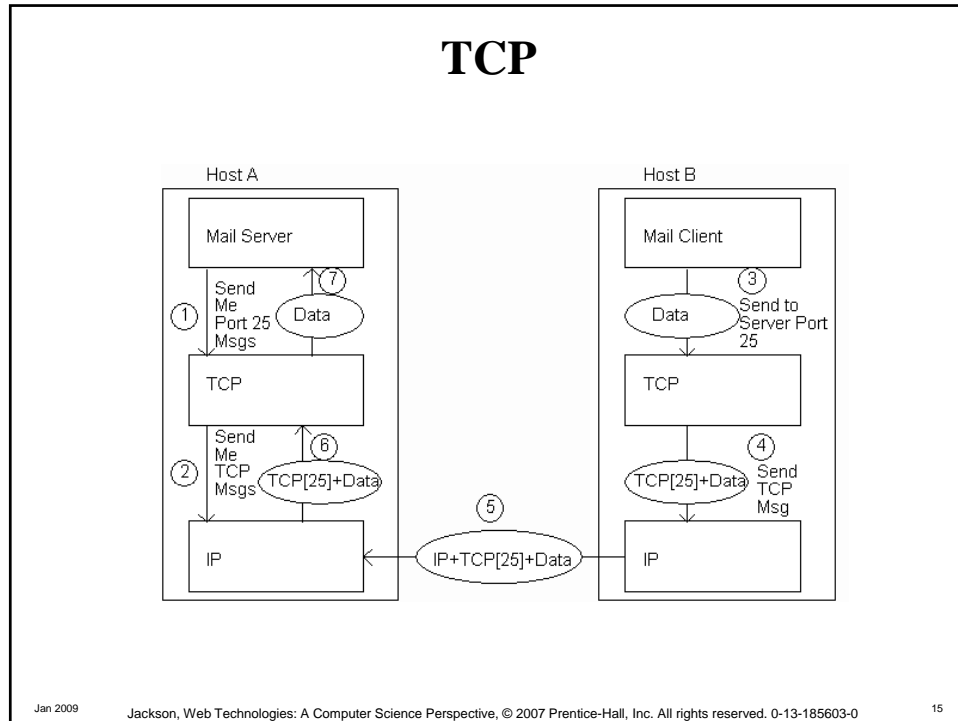 TCP
Host A
Host B
Mail Server
Mail Client
1
Send
Me
Port 25
Msgs
7
Data
3
Data
Send to
Server Port
25
TCP
TCP
2
Send
Me
TCP
Msgs
6
TCP[25]+Data
4
TCP[25]+Data
Send
TCP
Msg
5
IP
IP+TCP[25]+Data
IP
Jan 2009
Jackson, Web Technologies: A Computer Science Perspective, © 2007 Prentice-Hall, Inc. All rights reserved. 0-13-185603-0
15